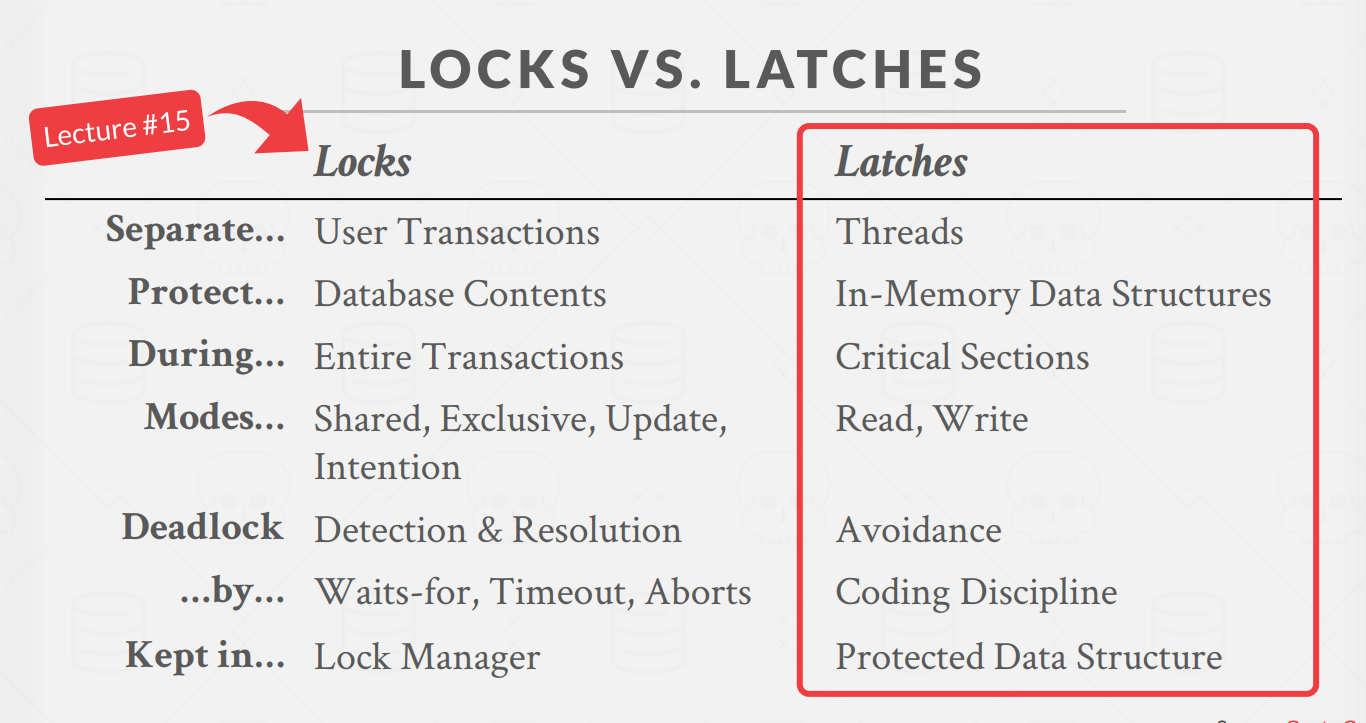 LOCKS VS. LATCHES
Lecture #15
Locks Latches
Separate... User Transactions Threads
Protect... Database Contents In-Memory Data Structures
During... Entire Transactions Critical Sections
Modes... Shared, Exclusive, Update, Read, Write
Intention
Deadlock Detection & Resolution Avoidance
...by... Waits-for, Timeout, Aborts Coding Discipline
Kept in... Lock Manager Protected Data Structure